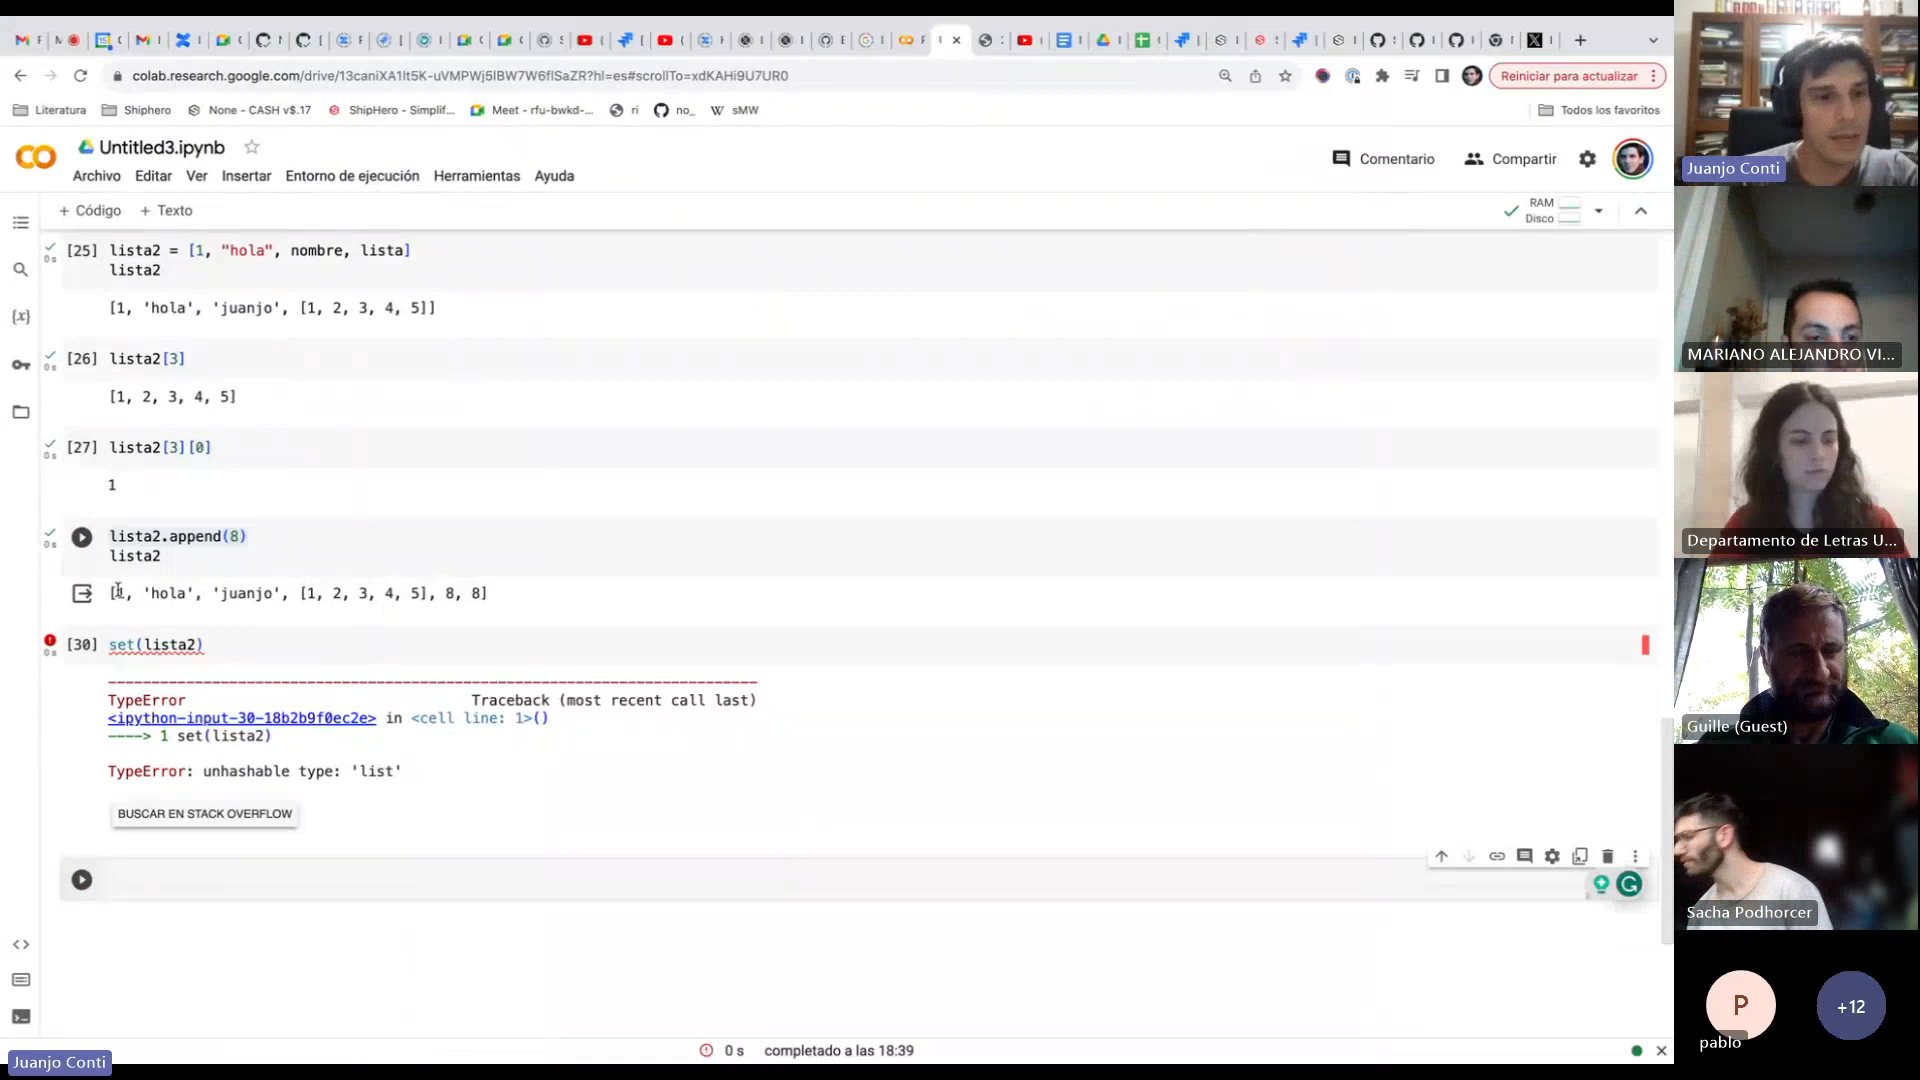 colab.research.google.com/drive/13caniXA1It5K-uVMPWj5lBW7W6flSaZR?hl=es#scrollTo=xdKAHi9U7UR0
Reiniciar para actualizar
Literatura
Shiphero
None - CASH v$.17
ShipHero - Simplif...
Meet - rfu-bwkd-...
ri
no_
sMW
Todos los favoritos
Untitled3.ipynb
Comentario
Compartir
Archivo Editar Ver Insertar Entorno de ejecución Herramientas Ayuda
+ Código + Texto
RAM
Disco
[25] lista2 = [1, "hola", nombre, lista]
lista2
[1, 'hola', 'juanjo', [1, 2, 3, 4, 5]]
[26] lista2[3]
[1, 2, 3, 4, 5]
[27] lista2[3][0]
1
lista2.append(8)
lista2
[1, 'hola', 'juanjo', [1, 2, 3, 4, 5], 8, 8]
[30] set(lista2)
TypeError Traceback (most recent call last)
<ipython-input-30-18b2b9f0ec2e> in <cell line: 1>()
----> 1 set(lista2)
TypeError: unhashable type: 'list'
BUSCAR EN STACK OVERFLOW
0 s completado a las 18:39
Juanjo Conti
Juanjo Conti
MARIANO ALEJANDRO VI...
Departamento de Letras U...
Guille (Guest)
Sacha Podhorcer
P
pablo
+12